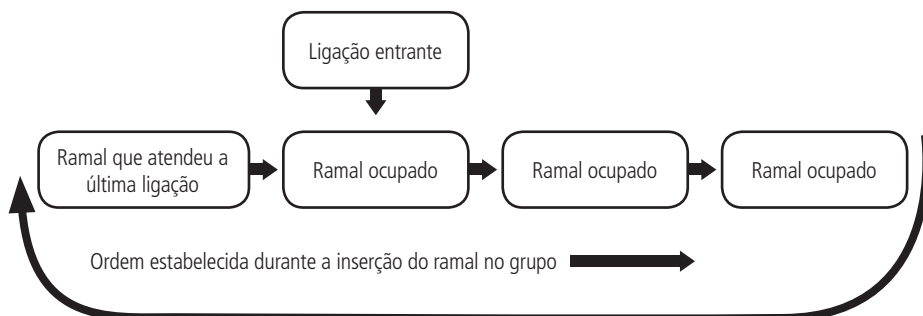 Ligação entrante
Ramal que atendeu a
última ligação
Ramal ocupado
Ramal ocupado
Ramal ocupado
Ordem estabelecida durante a inserção do ramal no grupo